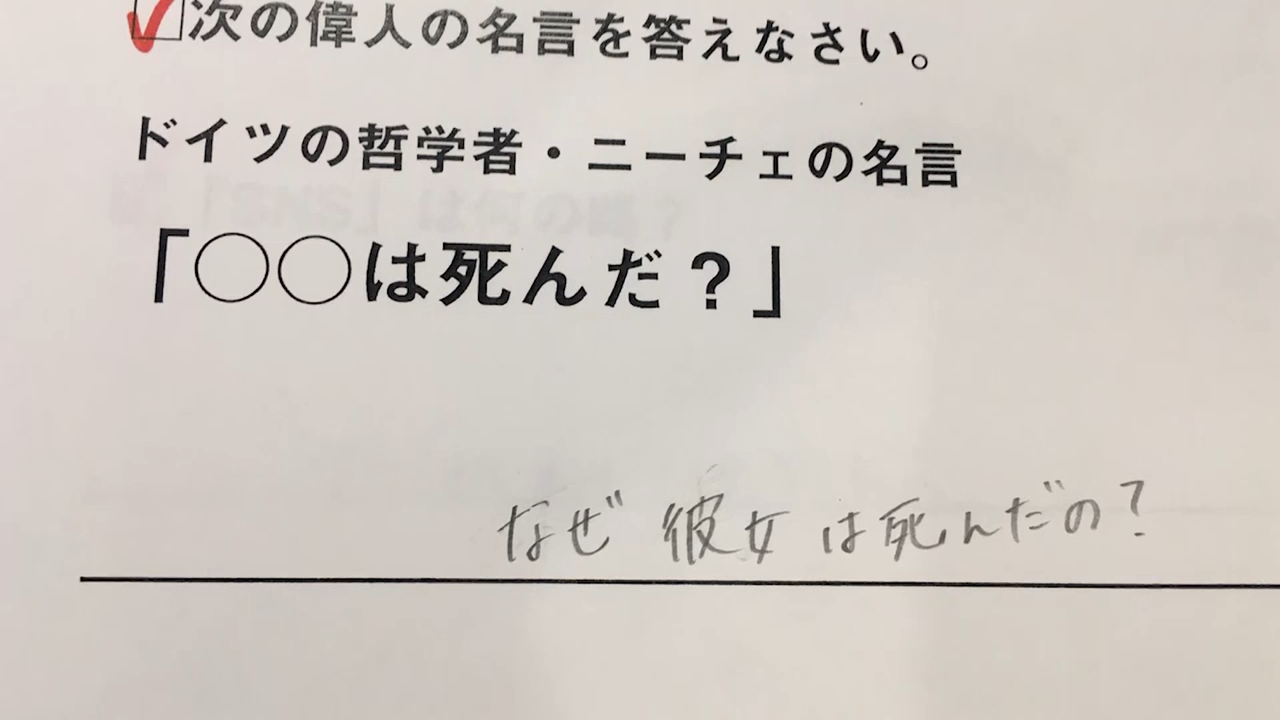 次の偉人の名言を答えなさい。
ドイツの哲学者・ニーチェの名言
「○○は死んだ？」
なぜ彼女は死んだの？